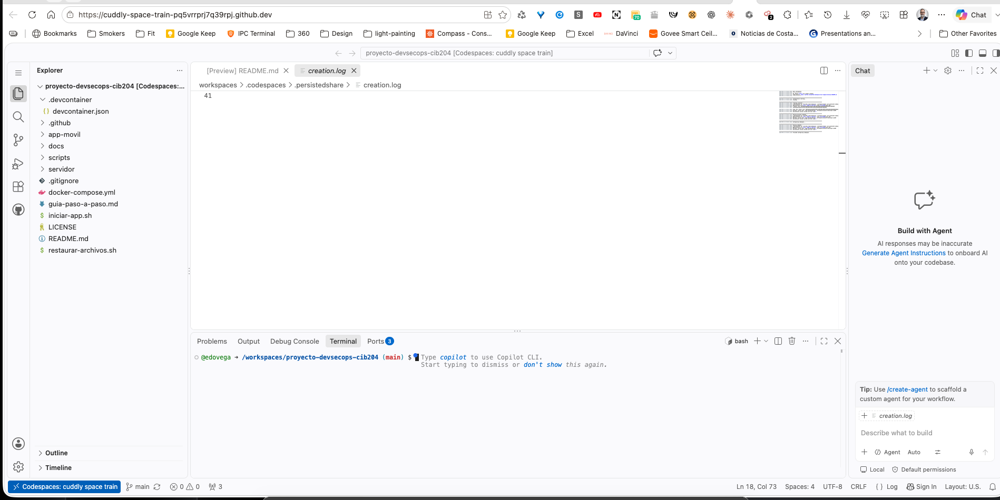 https://cuddly-space-train-pq5vrrprj7q39rpj.github.dev
S
70
2
Chat
Bookmarks
Smokers
Fit
Google Keep
IPC Terminal
360
Design
light-painting
Compass - Cons...
Google Keep
Excel
DaVinci
Govee Smart Ceil...
Noticias de Costa...
Presentations an...
Other Favorites
proyecto-devsecops-cib204 [Codespaces: cuddly space train]
Explorer
proyecto-devsecops-cib204 [Codespaces:...
.devcontainer
{} devcontainer.json
.github
app-movil
docs
scripts
servidor
.gitignore
docker-compose.yml
guia-paso-a-paso.md
$ iniciar-app.sh
LICENSE
README.md
$ restaurar-archivos.sh
Outline
Timeline
[Preview] README.md
creation.log
workspaces > .codespaces > .persistedshare > creation.log
41
Problems
Output
Debug Console
Terminal
Ports 3
bash
@edovega ➜ /workspaces/proyecto-devsecops-cib204 (main) $ Type copilot to use Copilot CLI.
Start typing to dismiss or don't show this again.
Chat
Build with Agent
AI responses may be inaccurate
Generate Agent Instructions to onboard AI
onto your codebase.
Tip: Use /create-agent to scaffold a
custom agent for your workflow.
creation.log
Describe what to build
Agent
Auto
Local
Default permissions
Codespaces: cuddly space train
main
0 0
3
Ln 18, Col 73
Spaces: 4
UTF-8
CRLF
{ } Log
Sign In
Layout: U.S.